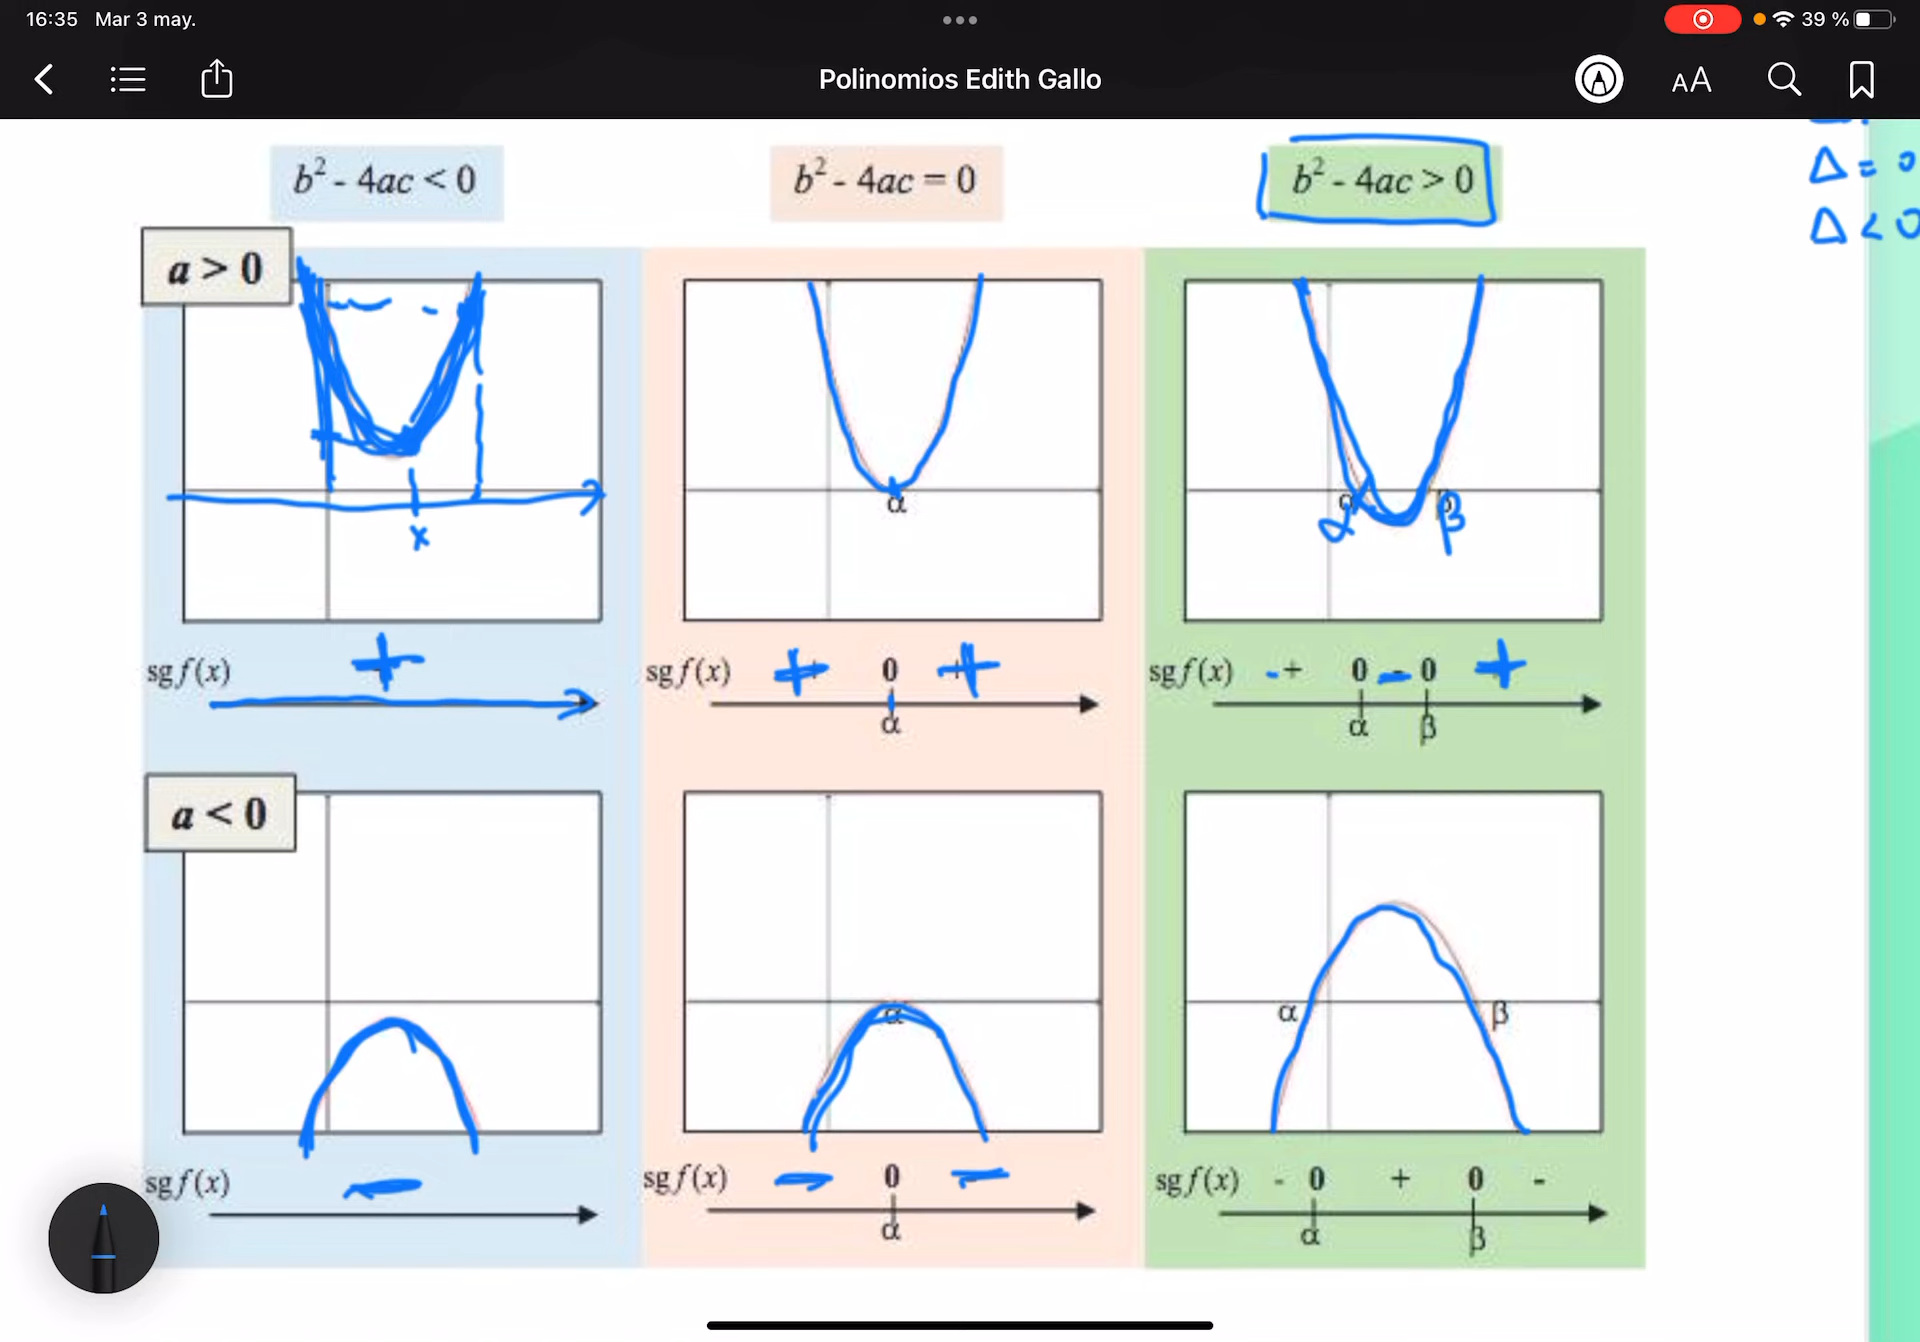 16:35 Mar 3 may.
39 %
Polinomios Edith Gallo
AA
b² - 4ac < 0
b² - 4ac = 0
b² - 4ac > 0
Δ = 0
Δ < 0
a > 0
α
α β
α β
x
sg f(x) +
sg f(x) + 0 +
α
sg f(x) - + 0 - 0 +
α β
a < 0
α
α β
sg f(x) -
sg f(x) - 0 -
α
sg f(x) - 0 + 0 -
α β